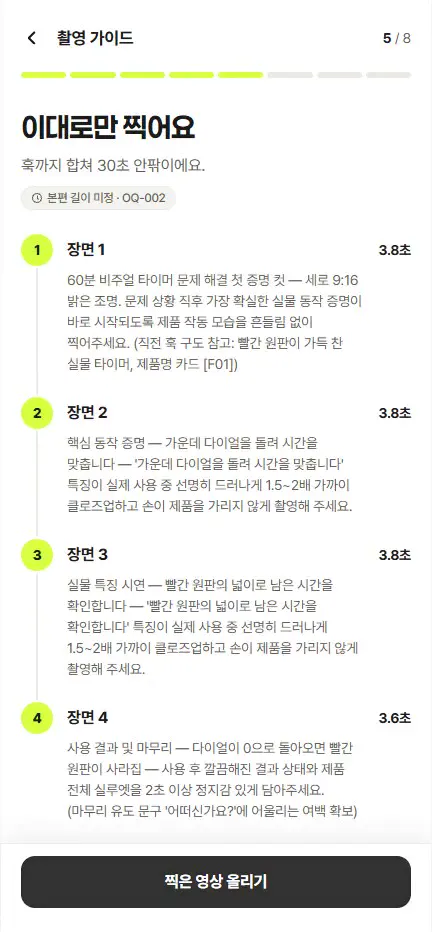 촬영 가이드
5 / 8
이대로만 찍어요
훅까지 합쳐 30초 안팎이에요.
본편 길이 미정 · OQ-002
1
장면 1
3.8초
60분 비주얼 타이머 문제 해결 첫 증명 컷 — 세로 9:16
밝은 조명. 문제 상황 직후 가장 확실한 실물 동작 증명이
바로 시작되도록 제품 작동 모습을 흔들림 없이
찍어주세요. (직전 훅 구도 참고: 빨간 원판이 가득 찬
실물 타이머, 제품명 카드 [F01])
2
장면 2
3.8초
핵심 동작 증명 — 가운데 다이얼을 돌려 시간을
맞춥니다 — '가운데 다이얼을 돌려 시간을 맞춥니다'
특징이 실제 사용 중 선명히 드러나게 1.5~2배 가까이
클로즈업하고 손이 제품을 가리지 않게 촬영해 주세요.
3
장면 3
3.8초
실물 특징 시연 — 빨간 원판의 넓이로 남은 시간을
확인합니다 — '빨간 원판의 넓이로 남은 시간을
확인합니다' 특징이 실제 사용 중 선명히 드러나게
1.5~2배 가까이 클로즈업하고 손이 제품을 가리지 않게
촬영해 주세요.
4
장면 4
3.6초
사용 결과 및 마무리 — 다이얼이 0으로 돌아오면 빨간
원판이 사라집 — 사용 후 깔끔해진 결과 상태와 제품
전체 실루엣을 2초 이상 정지감 있게 담아주세요.
(마무리 유도 문구 '어떠신가요?'에 어울리는 여백 확보)
찍은 영상 올리기